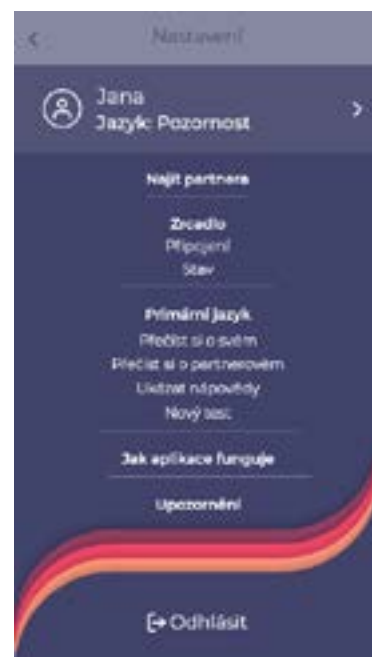 Nastavení
Jana
Jazyk: Pozornost
Najít partnera
Zrcadlo
Připojení
Stav
Primární jazyk
Přečíst si o svém
Přečíst si o partnerovém
Ukázat nápovědy
Nový test
Jak aplikace funguje
Upozornění
Odhlásit